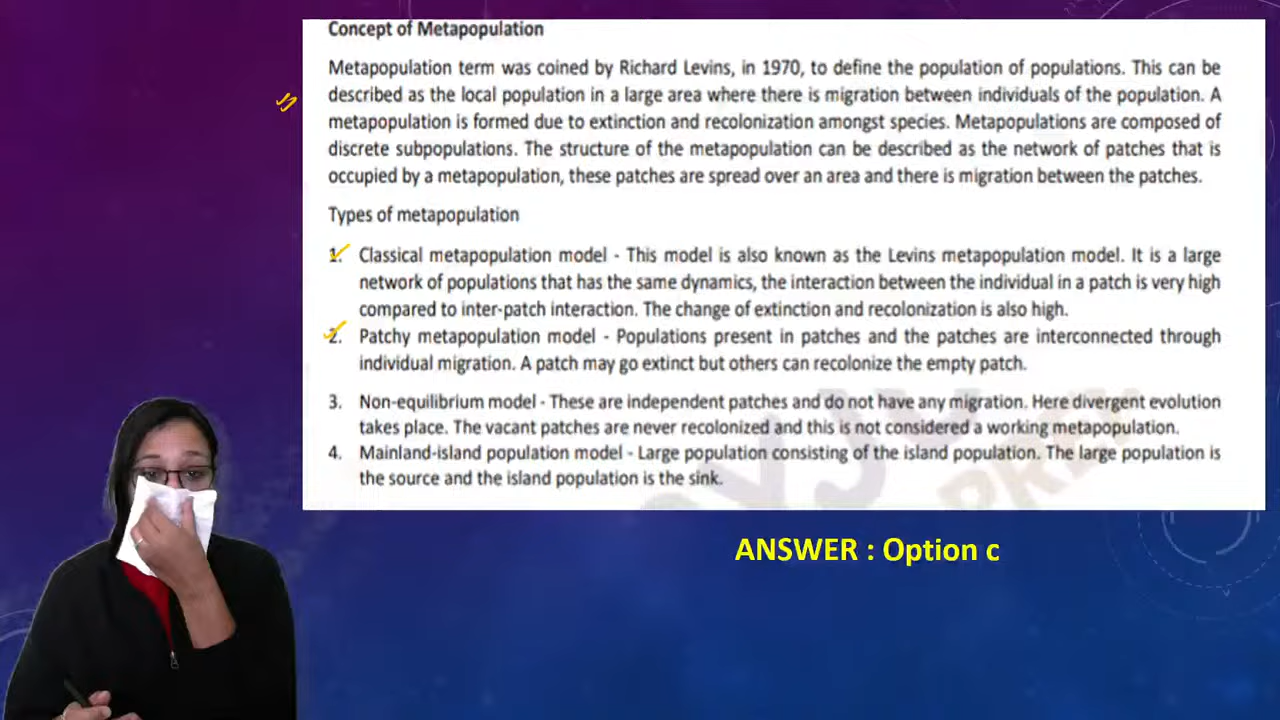 Concept of Metapopulation
Metapopulation term was coined by Richard Levins, in 1970, to define the population of populations. This can be
described as the local population in a large area where there is migration between individuals of the population. A
metapopulation is formed due to extinction and recolonization amongst species. Metapopulations are composed of
discrete subpopulations. The structure of the metapopulation can be described as the network of patches that is
occupied by a metapopulation, these patches are spread over an area and there is migration between the patches.
Types of metapopulation
1. Classical metapopulation model - This model is also known as the Levins metapopulation model. It is a large
network of populations that has the same dynamics, the interaction between the individual in a patch is very high
compared to inter-patch interaction. The change of extinction and recolonization is also high.
2. Patchy metapopulation model - Populations present in patches and the patches are interconnected through
individual migration. A patch may go extinct but others can recolonize the empty patch.
3. Non-equilibrium model - These are independent patches and do not have any migration. Here divergent evolution
takes place. The vacant patches are never recolonized and this is not considered a working metapopulation.
4. Mainland-island population model - Large population consisting of the island population. The large population is
the source and the island population is the sink.
ANSWER : Option c